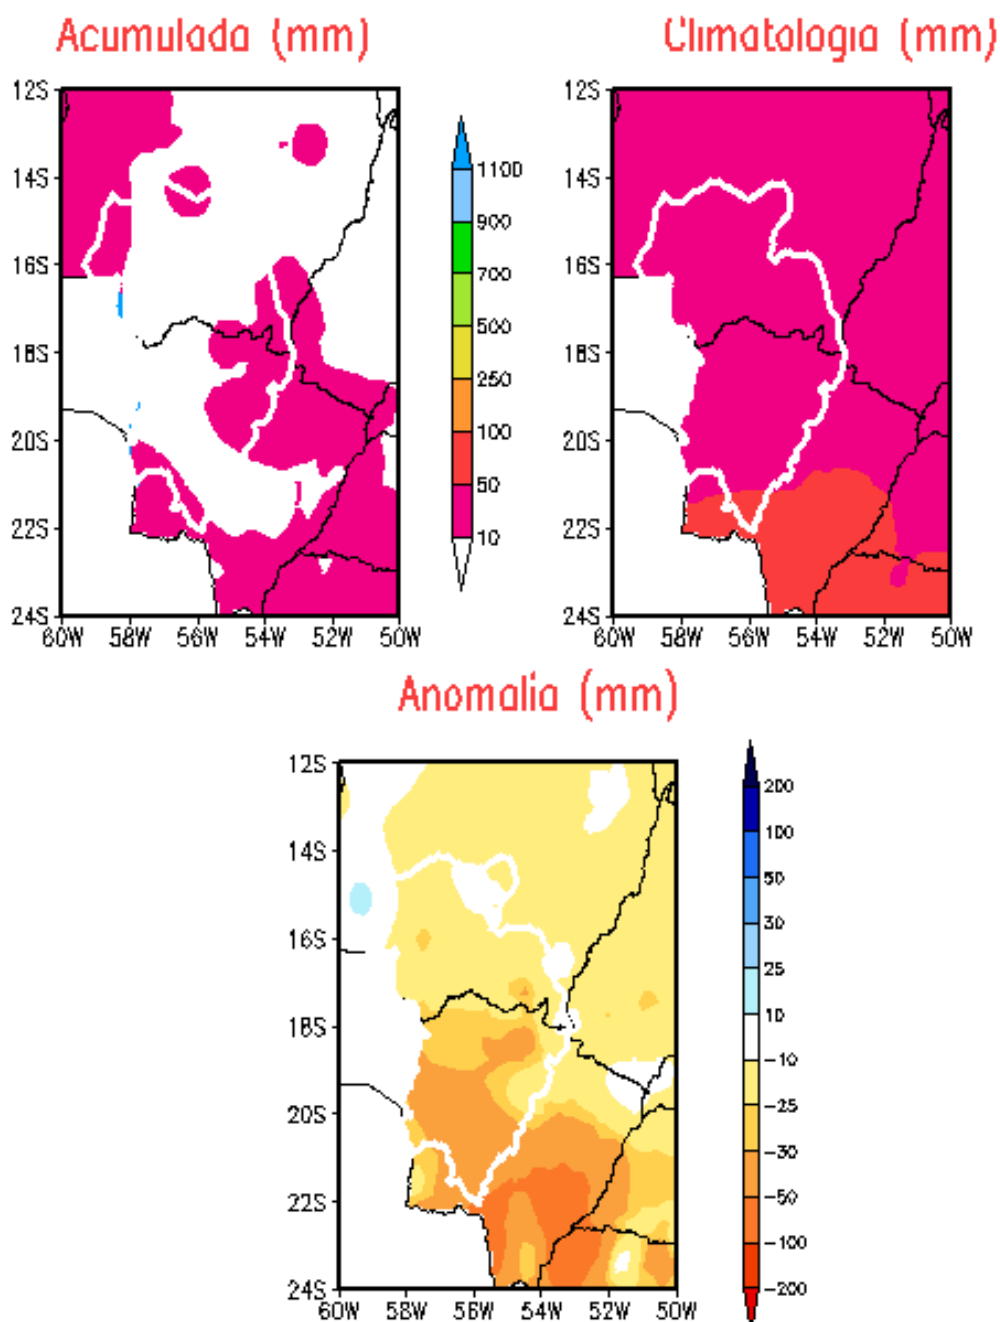 Acumulada (mm)
Climatologia (mm)
12S
14S
16S
18S
20S
22S
24S
60W 58W 56W 54W 52W 50W
1100
900
700
500
250
100
50
10
12S
14S
16S
18S
20S
22S
24S
60W 58W 56W 54W 52W 50W
Anomalia (mm)
12S
14S
16S
18S
20S
22S
24S
60W 58W 56W 54W 52W 50W
200
100
50
30
25
10
-10
-25
-30
-50
-100
-200